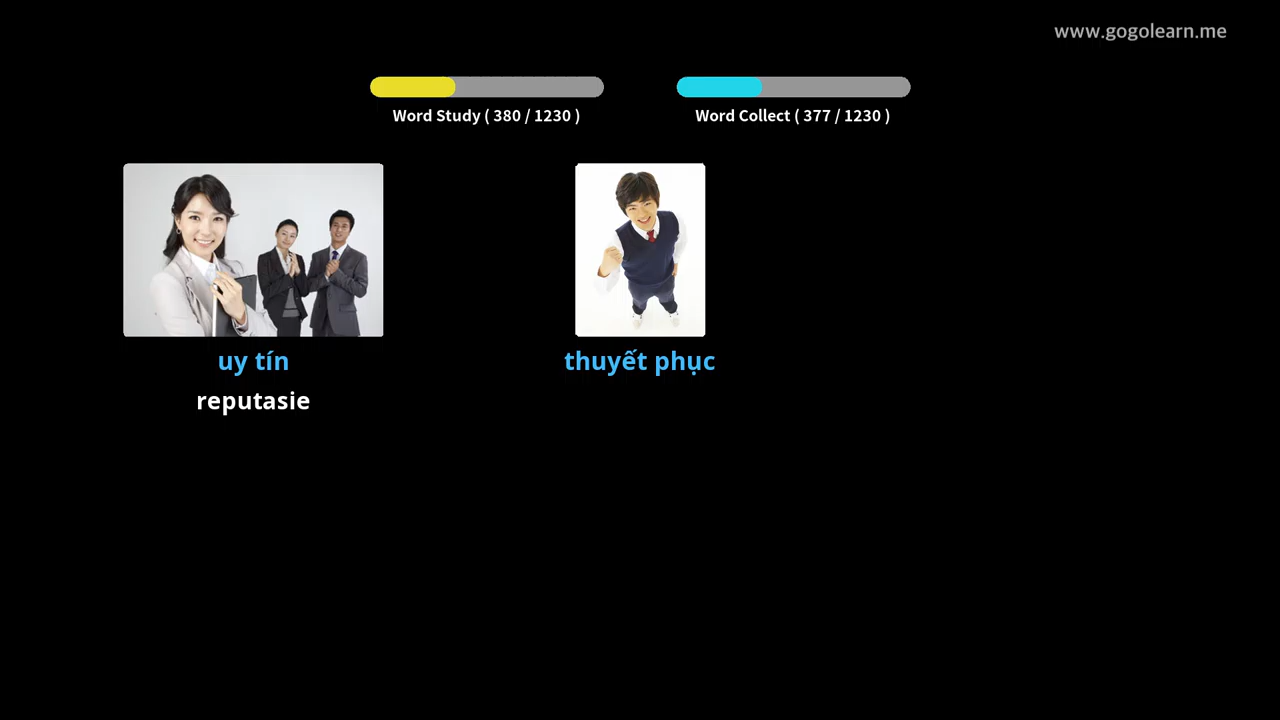 www.gogolearn.me
Word Study ( 380 / 1230 )
Word Collect ( 377 / 1230 )
uy tín
thuyết phục
reputasie